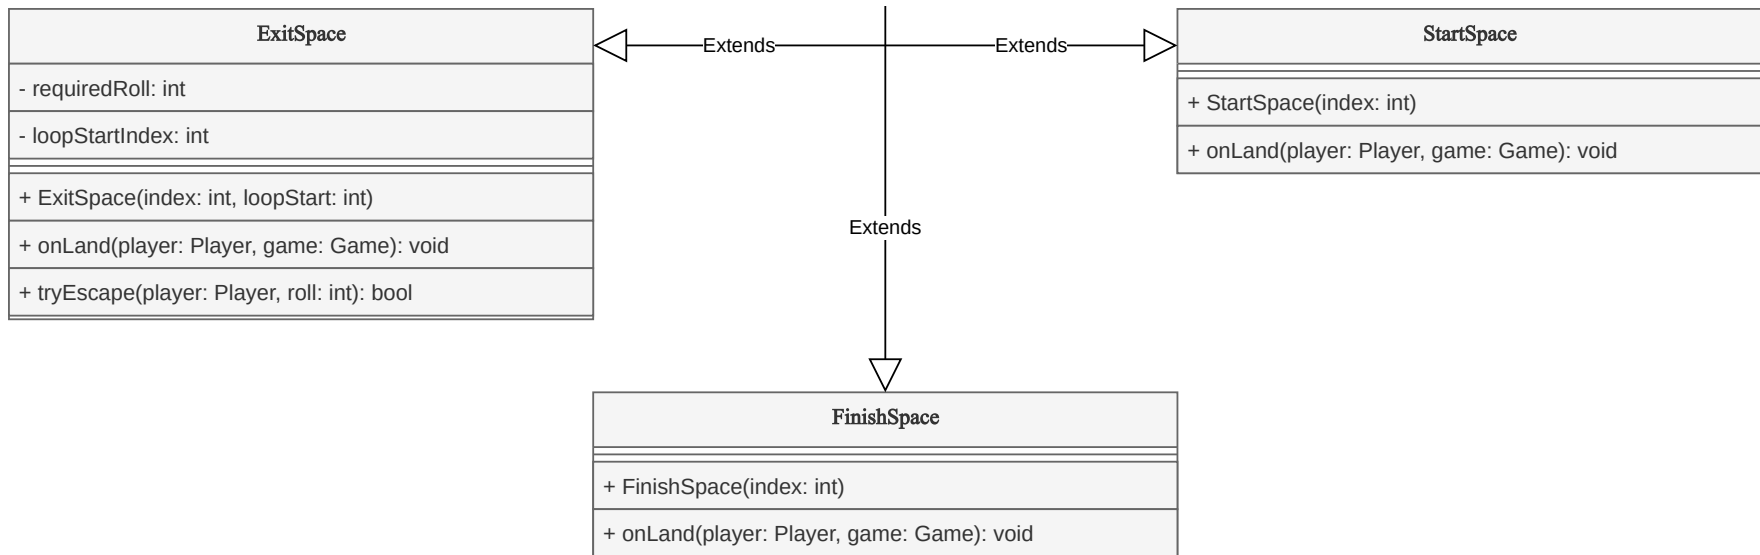 ExitSpace
- requiredRoll: int
- loopStartIndex: int
+ ExitSpace(index: int, loopStart: int)
+ onLand(player: Player, game: Game): void
+ tryEscape(player: Player, roll: int): bool
Extends
Extends
StartSpace
+ StartSpace(index: int)
+ onLand(player: Player, game: Game): void
Extends
FinishSpace
+ FinishSpace(index: int)
+ onLand(player: Player, game: Game): void